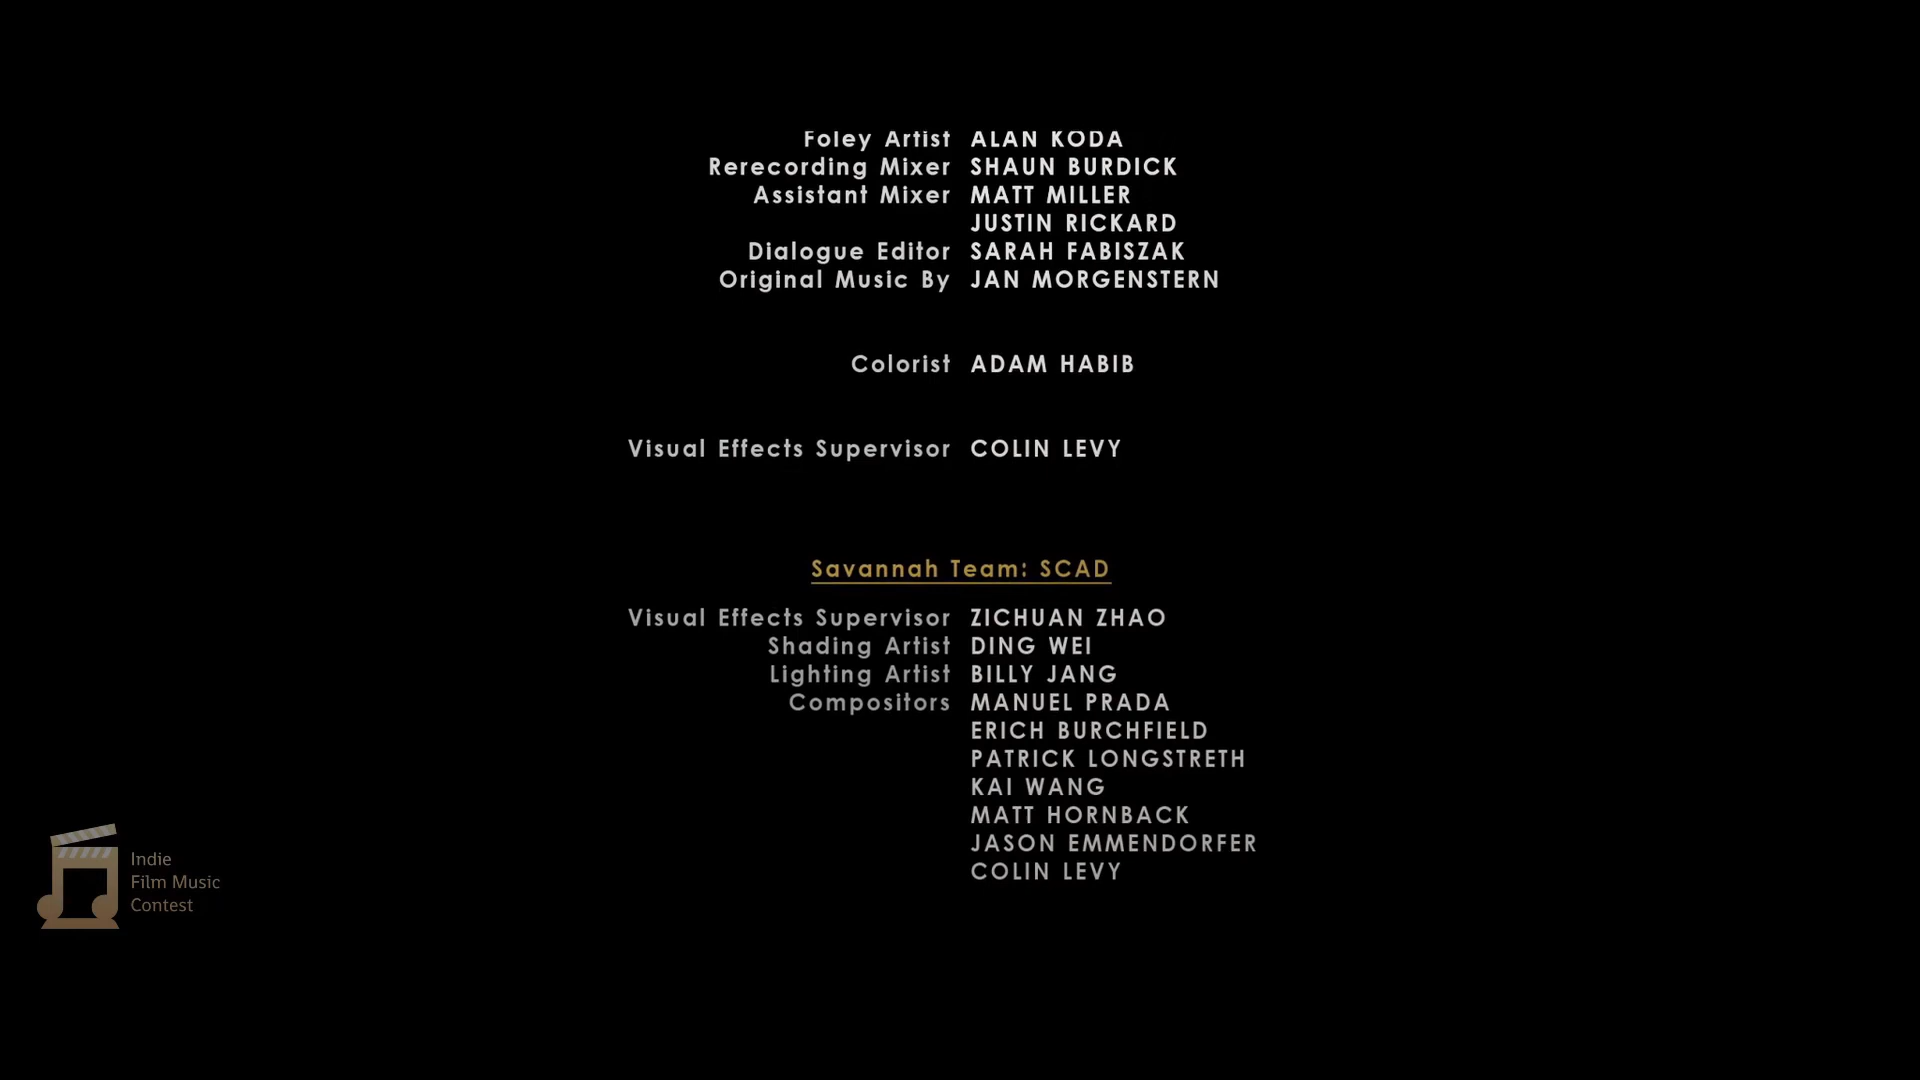 Foley Artist ALAN KODA
Rerecording Mixer SHAUN BURDICK
Assistant Mixer MATT MILLER
JUSTIN RICKARD
Dialogue Editor SARAH FABISZAK
Original Music By JAN MORGENSTERN
Colorist ADAM HABIB
Visual Effects Supervisor COLIN LEVY
Savannah Team: SCAD
Visual Effects Supervisor ZICHUAN ZHAO
Shading Artist DING WEI
Lighting Artist BILLY JANG
Compositors MANUEL PRADA
ERICH BURCHFIELD
PATRICK LONGSTRETH
KAI WANG
MATT HORNBACK
JASON EMMENDORFER
COLIN LEVY
Indie
Film Music
Contest